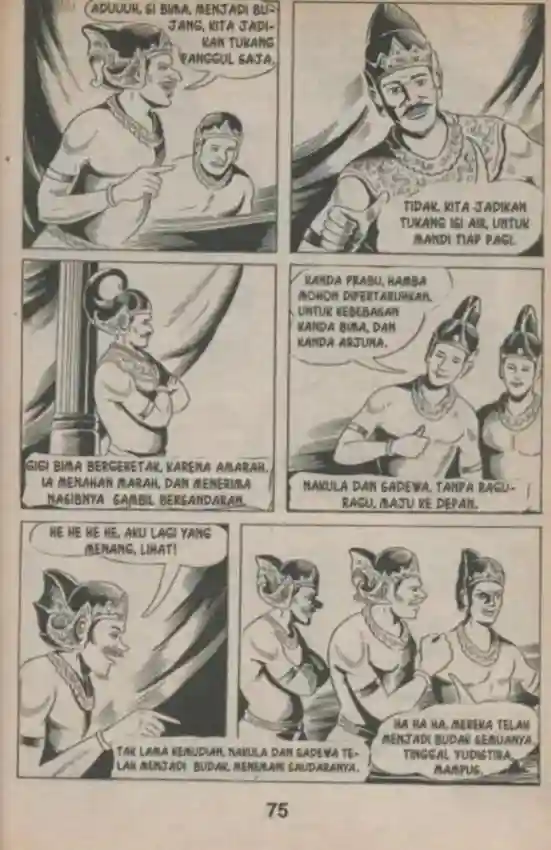 ADUUUH, SI BIMA, MENJADI BU-
JANG, KITA JADI-
KAN TUKANG
PANGGUL SAJA.
TIDAK. KITA JADIKAN
TUKANG ISI AIR, UNTUK
MANDI TIAP PAGI.
GIGI BIMA BERGERETAK, KARENA AMARAH.
IA MENAHAN MARAH, DAN MENERIMA
NASIBNYA SAMBIL BERSANDARAN.
KANDA PRABU, HAMBA
MOHON DIPERTARUHKAN,
UNTUK KEBEBASAN
KANDA BIMA, DAN
KANDA ARJUNA.
NAKULA DAN SADEWA, TANPA RAGU-
RAGU, MAJU KE DEPAN.
HE HE HE HE, AKU LAGI YANG
MENANG, LIHAT!
TAK LAMA KEMUDIAN, NAKULA DAN SADEWA TE-
LAH MENJADI BUDAK, MENEMANI SAUDARANYA.
HA HA HA, MEREKA TELAH
MENJADI BUDAK SEMUANYA,
TINGGAL YUDISTIRA,
MAMPUS.
75